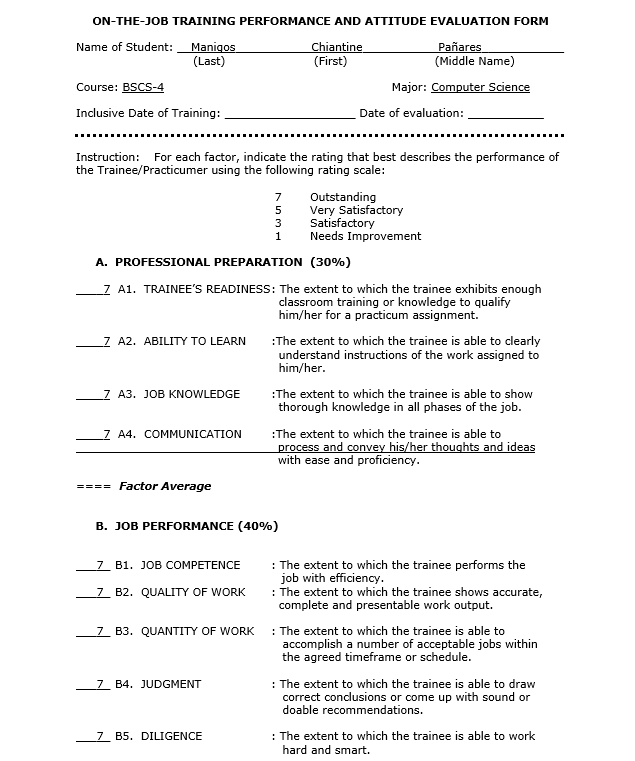 ON-THE-JOB TRAINING PERFORMANCE AND ATTITUDE EVALUATION FORM
Name of Student: Manigos Chiantine Pañares
(Last) (First) (Middle Name)
Course: BSCS-4 Major: Computer Science
Inclusive Date of Training: ____________________ Date of evaluation: ____________
Instruction: For each factor, indicate the rating that best describes the performance of
the Trainee/Practicumer using the following rating scale:
7 Outstanding
5 Very Satisfactory
3 Satisfactory
1 Needs Improvement
A. PROFESSIONAL PREPARATION (30%)
_____7 A1. TRAINEE'S READINESS: The extent to which the trainee exhibits enough
classroom training or knowledge to qualify
him/her for a practicum assignment.
_____7 A2. ABILITY TO LEARN :The extent to which the trainee is able to clearly
understand instructions of the work assigned to
him/her.
_____7 A3. JOB KNOWLEDGE :The extent to which the trainee is able to show
thorough knowledge in all phases of the job.
_____7 A4. COMMUNICATION :The extent to which the trainee is able to
process and convey his/her thoughts and ideas
with ease and proficiency.
==== Factor Average
B. JOB PERFORMANCE (40%)
____7_ B1. JOB COMPETENCE : The extent to which the trainee performs the
job with efficiency.
____7_ B2. QUALITY OF WORK : The extent to which the trainee shows accurate,
complete and presentable work output.
____7_ B3. QUANTITY OF WORK : The extent to which the trainee is able to
accomplish a number of acceptable jobs within
the agreed timeframe or schedule.
____7_ B4. JUDGMENT : The extent to which the trainee is able to draw
correct conclusions or come up with sound or
doable recommendations.
____7_ B5. DILIGENCE : The extent to which the trainee is able to work
hard and smart.